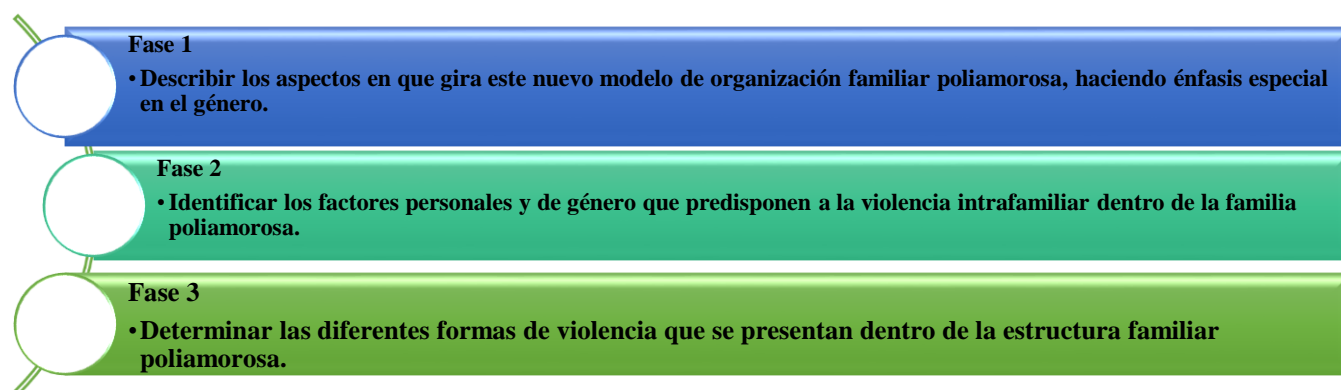 Fase 1
•Describir los aspectos en que gira este nuevo modelo de organización familiar poliamorosa, haciendo énfasis especial
en el género.
Fase 2
•Identificar los factores personales y de género que predisponen a la violencia intrafamiliar dentro de la familia
poliamorosa.
Fase 3
•Determinar las diferentes formas de violencia que se presentan dentro de la estructura familiar
poliamorosa.